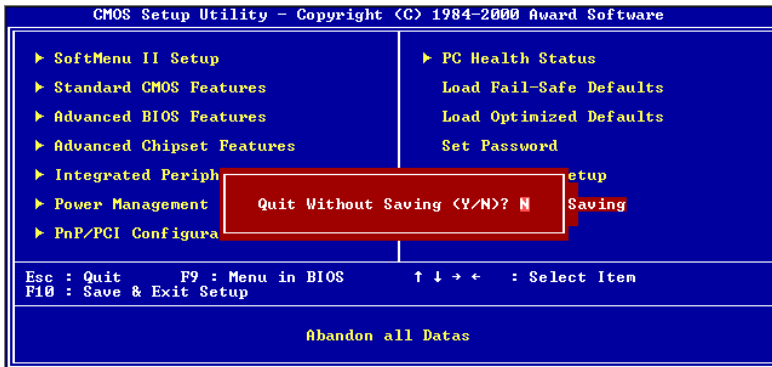 CMOS Setup Utility - Copyright (C) 1984-2000 Award Software
SoftMenu II Setup
Standard CMOS Features
Advanced BIOS Features
Advanced Chipset Features
Integrated Periph
Power Management
PnP/PCI Configura
PC Health Status
Load Fail-Safe Defaults
Load Optimized Defaults
Set Password
etup
Saving
Quit Without Saving (Y/N)? N
Esc : Quit F9 : Menu in BIOS ↑ ↓ → ← : Select Item
F10 : Save & Exit Setup
Abandon all Datas